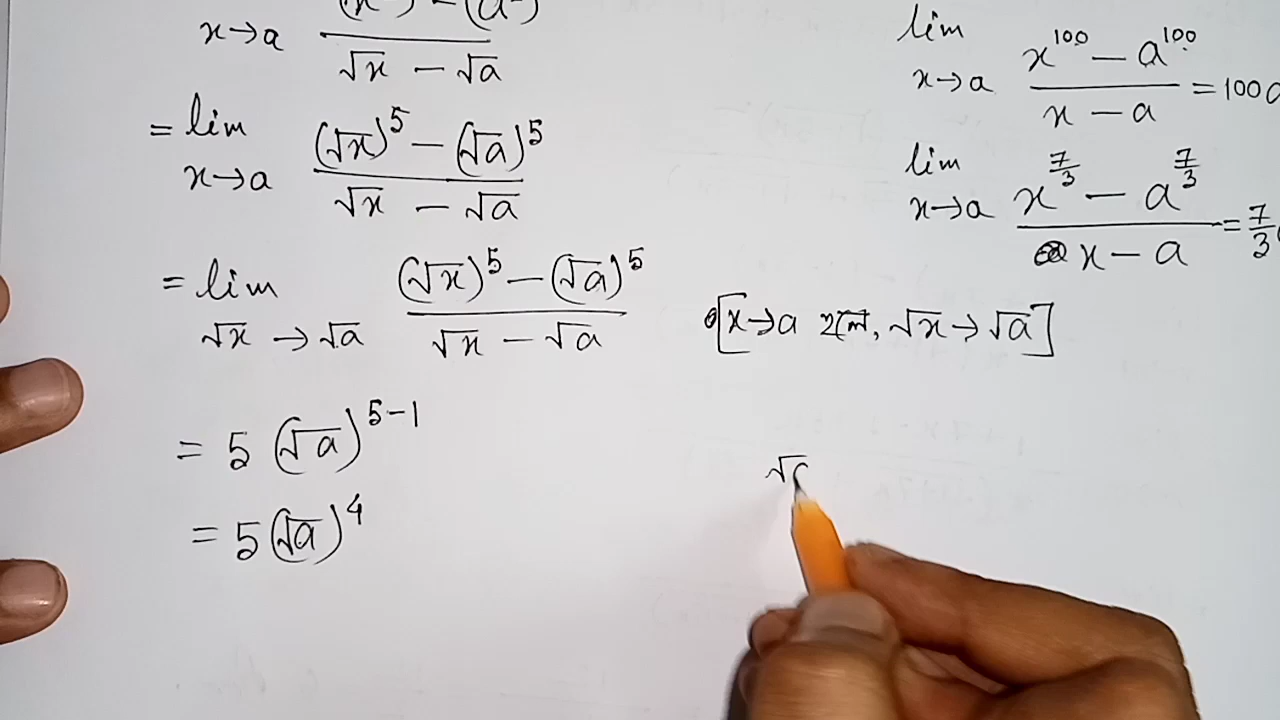 lim
x→a
√x − √a
= lim (√x)^5 − (√a)^5
x→a √x − √a
= lim (√x)^5 − (√a)^5
√x → √a √x − √a
[x→a হলে, √x → √a]
= 5 (√a)^5−1
= 5 (√a)^4
x^100 − a^100
x→a = 100
x − a
lim x^7/3 − a^7/3
x→a = 7/3
x − a
√a